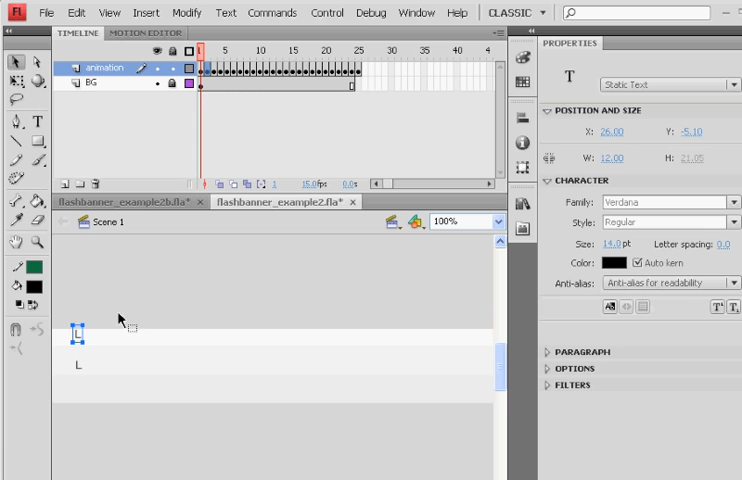 FL File Edit View Insert Modify Text Commands Control Debug Window Help CLASSIC
TIMELINE MOTION EDITOR
1 5 10 15 20 25 30 35 40 4
animation
BG
1 15.0fps 0.0s
flashbanner_example2b.fla* flashbanner_example2.fla*
Scene 1 100%
L
L
PROPERTIES
T Static Text
POSITION AND SIZE
X: 26.00 Y: -5.10
W: 12.00 H: 21.05
CHARACTER
Family: Verdana
Style: Regular
Size: 14.0 pt Letter spacing: 0.0
Color: Auto kern
Anti-alias: Anti-alias for readability
PARAGRAPH
OPTIONS
FILTERS